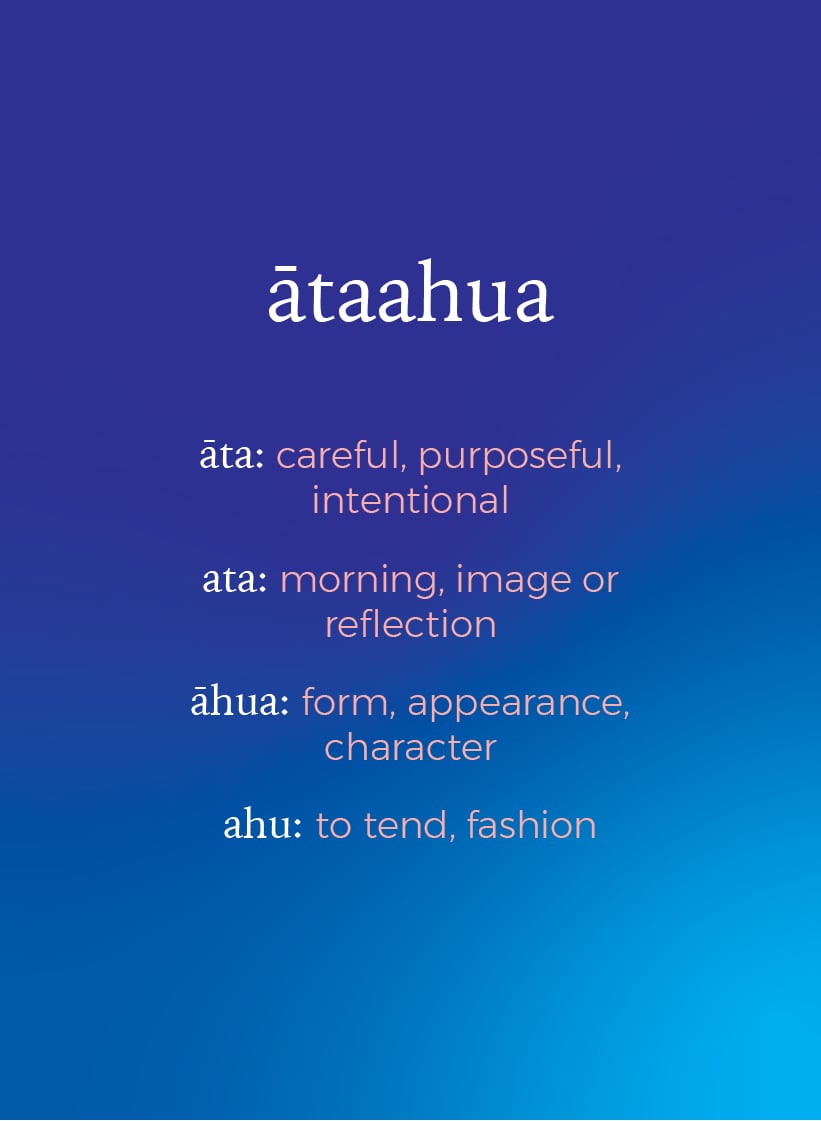 ātaahua
āta: careful, purposeful,
intentional
ata: morning, image or
reflection
āhua: form, appearance,
character
ahu: to tend, fashion